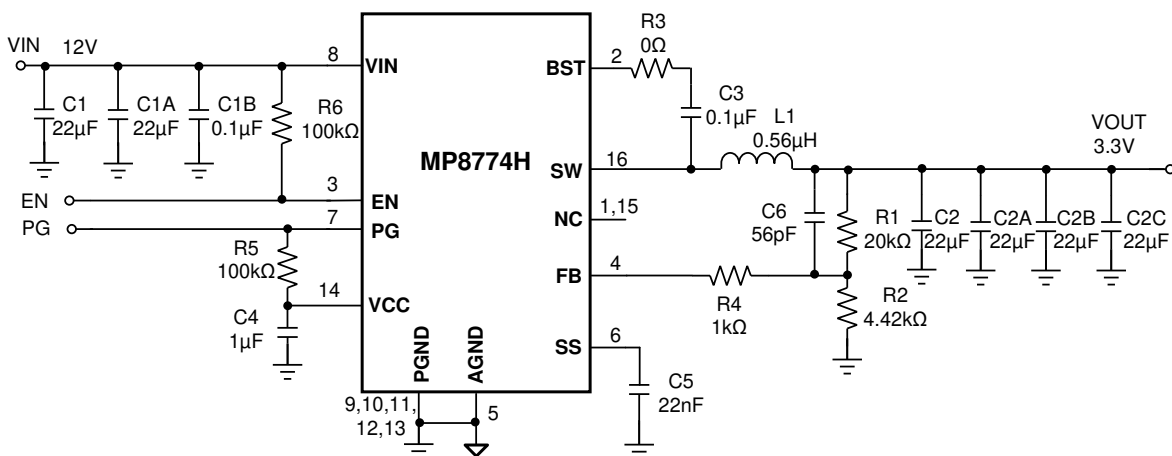 VIN
12V
8
VIN
C1
22µF
C1A
22µF
C1B
0.1µF
R6
100kΩ
EN
3
EN
PG
7
PG
R5
100kΩ
14
VCC
C4
1µF
MP8774H
PGND
AGND
9,10,11,
12,13
5
BST
2
R3
0Ω
C3
0.1µF
L1
0.56µH
SW
16
NC
1,15
FB
4
R4
1kΩ
C6
56pF
R1
20kΩ
R2
4.42kΩ
SS
6
C5
22nF
C2
22µF
C2A
22µF
C2B
22µF
C2C
22µF
VOUT
3.3V